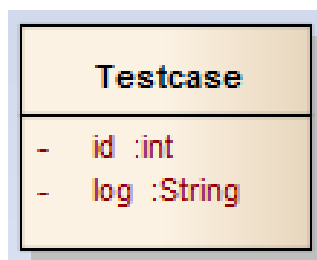 Testcase
- id :int
- log :String